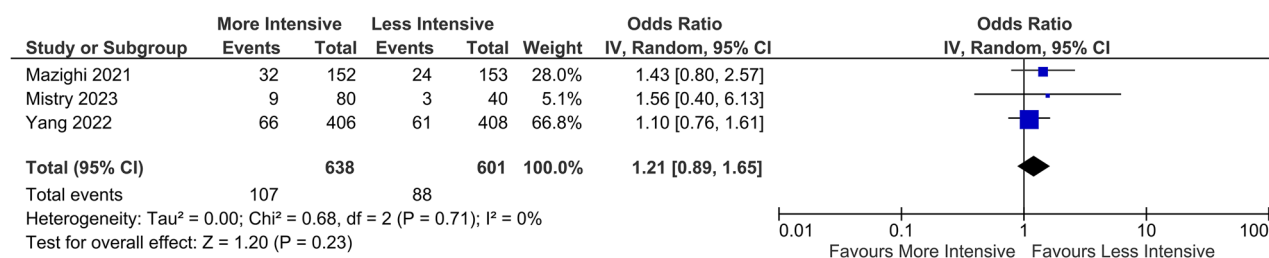 More Intensive Less Intensive Odds Ratio Odds Ratio
Study or Subgroup Events Total Events Total Weight IV, Random, 95% CI IV, Random, 95% CI
Mazighi 2021 32 152 24 153 28.0% 1.43 [0.80, 2.57]
Mistry 2023 9 80 3 40 5.1% 1.56 [0.40, 6.13]
Yang 2022 66 406 61 408 66.8% 1.10 [0.76, 1.61]
Total (95% CI) 638 601 100.0% 1.21 [0.89, 1.65]
Total events 107 88
Heterogeneity: Tau² = 0.00; Chi² = 0.68, df = 2 (P = 0.71); I² = 0%
Test for overall effect: Z = 1.20 (P = 0.23)
0.01 0.1 1 10 100
Favours More Intensive Favours Less Intensive